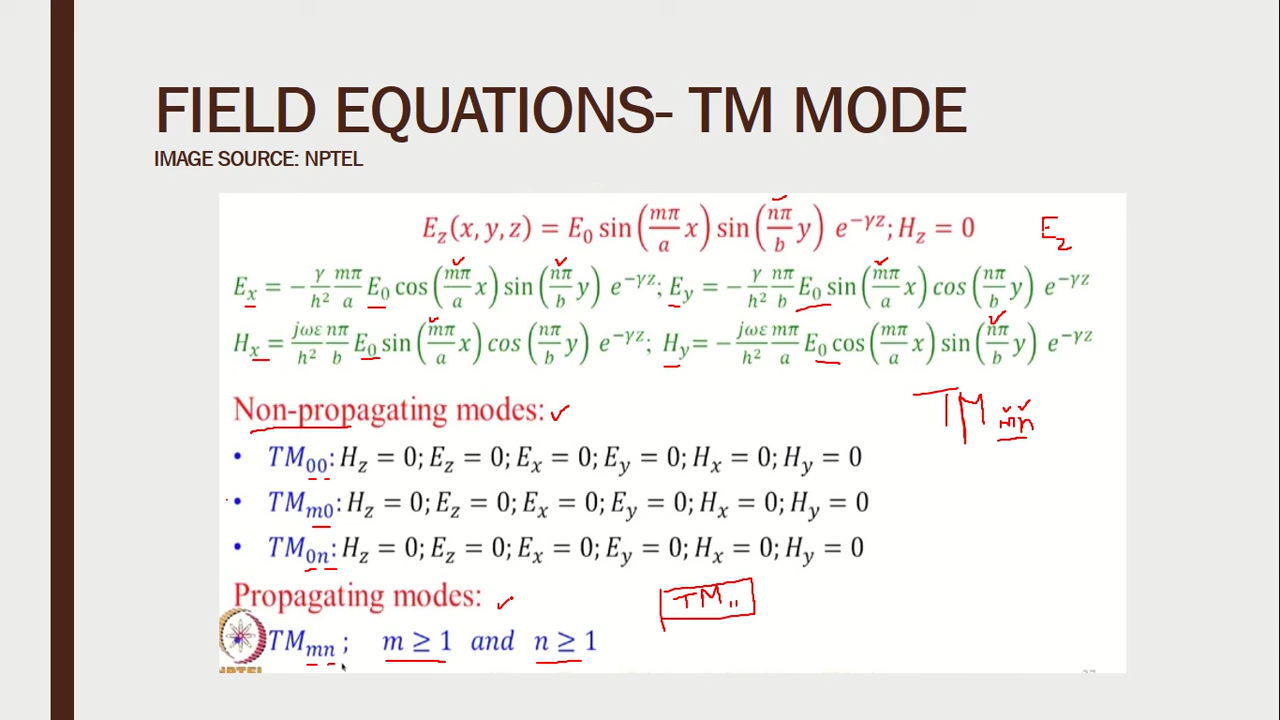 FIELD EQUATIONS- TM MODE
IMAGE SOURCE: NPTEL
E_z(x, y, z) = E_0 sin(mπ/a x) sin(nπ/b y) e^{-γz}; H_z = 0
E_z
E_x = -γ/h² mπ/a E_0 cos(mπ/a x) sin(nπ/b y) e^{-γz}; E_y = -γ/h² nπ/b E_0 sin(mπ/a x) cos(nπ/b y) e^{-γz}
H_x = jωε/h² nπ/b E_0 sin(mπ/a x) cos(nπ/b y) e^{-γz}; H_y = -jωε/h² mπ/a E_0 cos(mπ/a x) sin(nπ/b y) e^{-γz}
Non-propagating modes:
TM_mn
• TM_00: H_z = 0; E_z = 0; E_x = 0; E_y = 0; H_x = 0; H_y = 0
• TM_m0: H_z = 0; E_z = 0; E_x = 0; E_y = 0; H_x = 0; H_y = 0
• TM_0n: H_z = 0; E_z = 0; E_x = 0; E_y = 0; H_x = 0; H_y = 0
Propagating modes:
TM_11
TM_mn ; m ≥ 1 and n ≥ 1
NPTEL